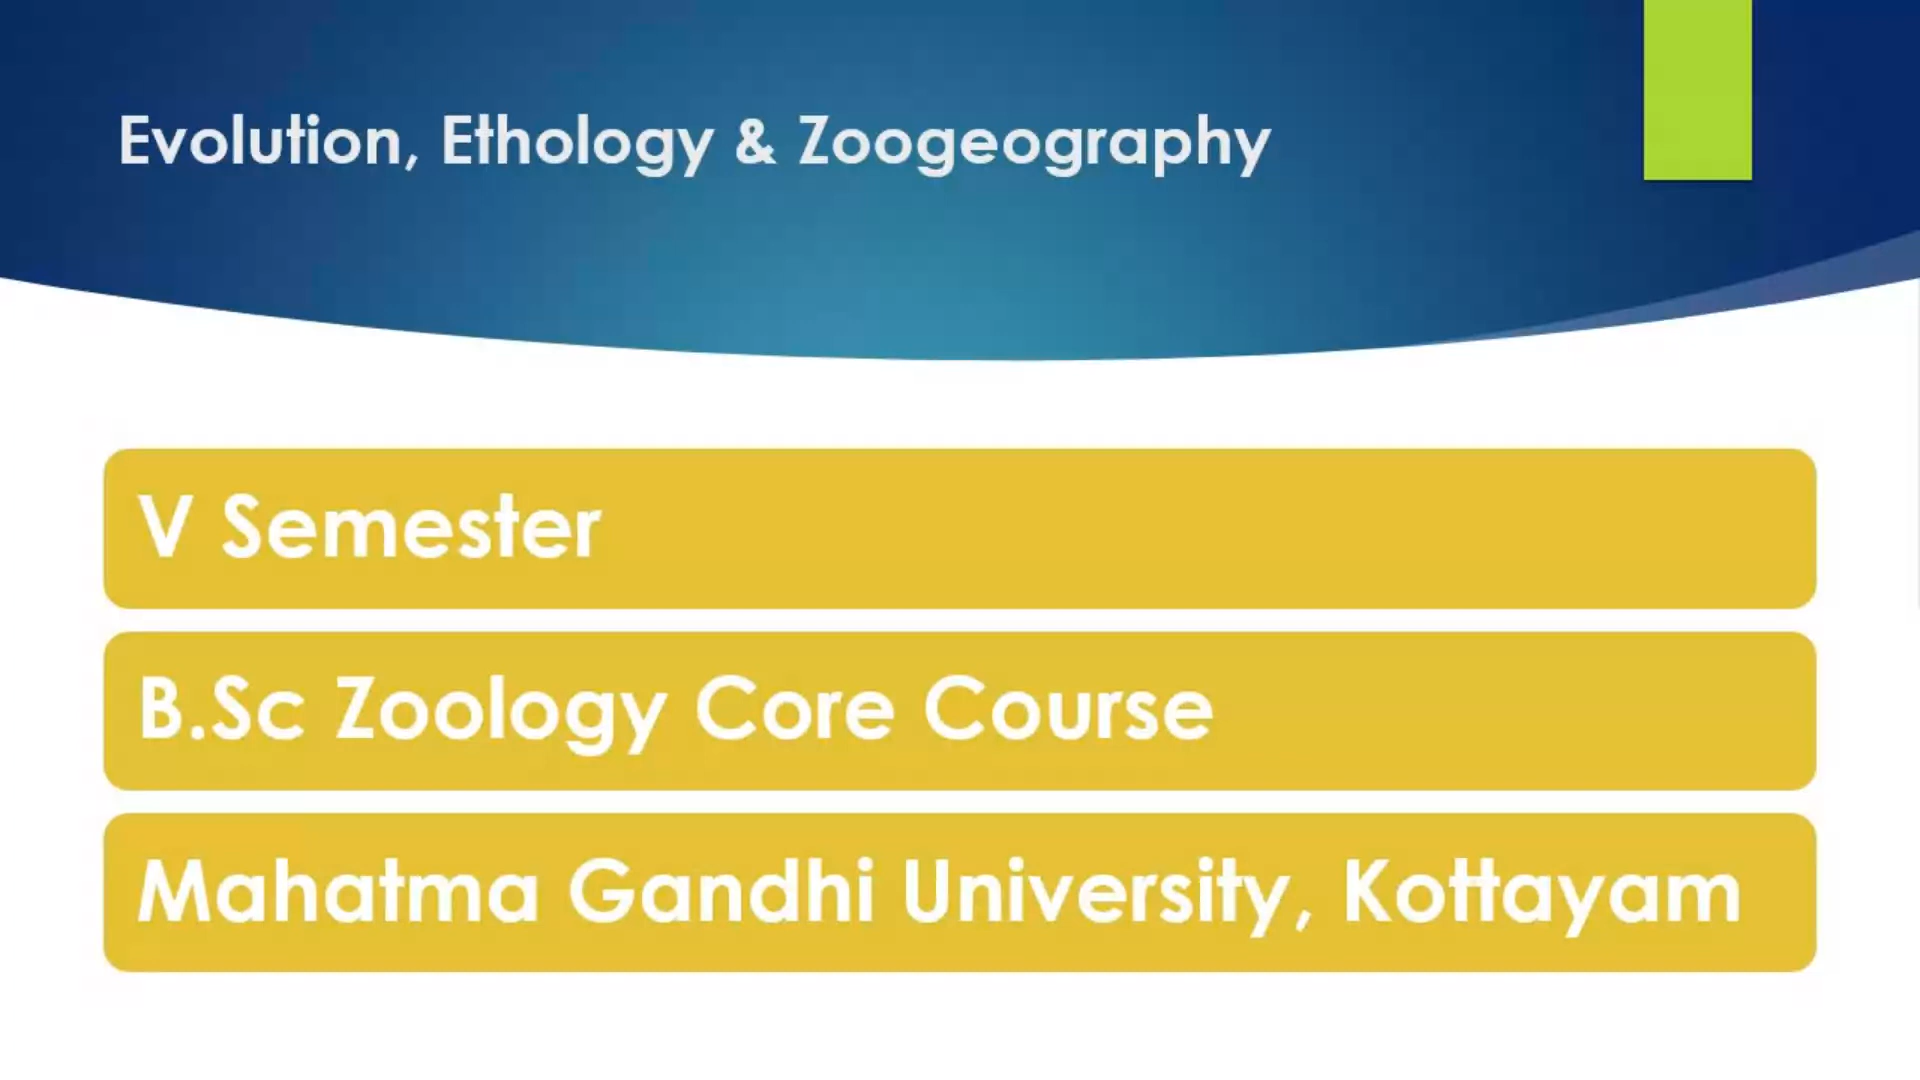 Evolution, Ethology & Zoogeography
V Semester
B.Sc Zoology Core Course
Mahatma Gandhi University, Kottayam